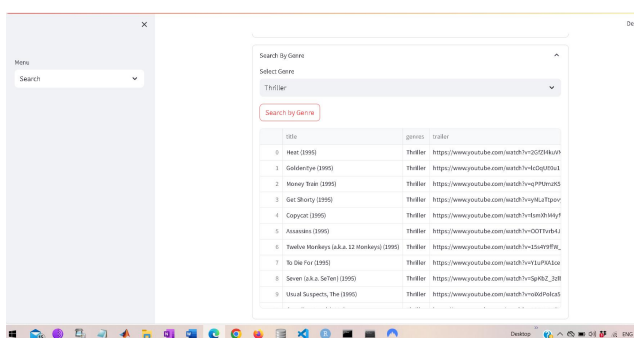 De
Menu
Search
Search By Genre
Select Genre
Thriller
Search by Genre
title genres trailer
0 Heat (1995) Thriller
1 GoldenEye (1995) Thriller
2 Money Train (1995) Thriller
3 Get Shorty (1995) Thriller
4 Copycat (1995) Thriller
5 Assassins (1995) Thriller
6 Twelve Monkeys (a.k.a. 12 Monkeys) (1995) Thriller
7 To Die For (1995) Thriller
8 Seven (a.k.a. Se7en) (1995) Thriller
9 Usual Suspects, The (1995) Thriller
Desktop ENG